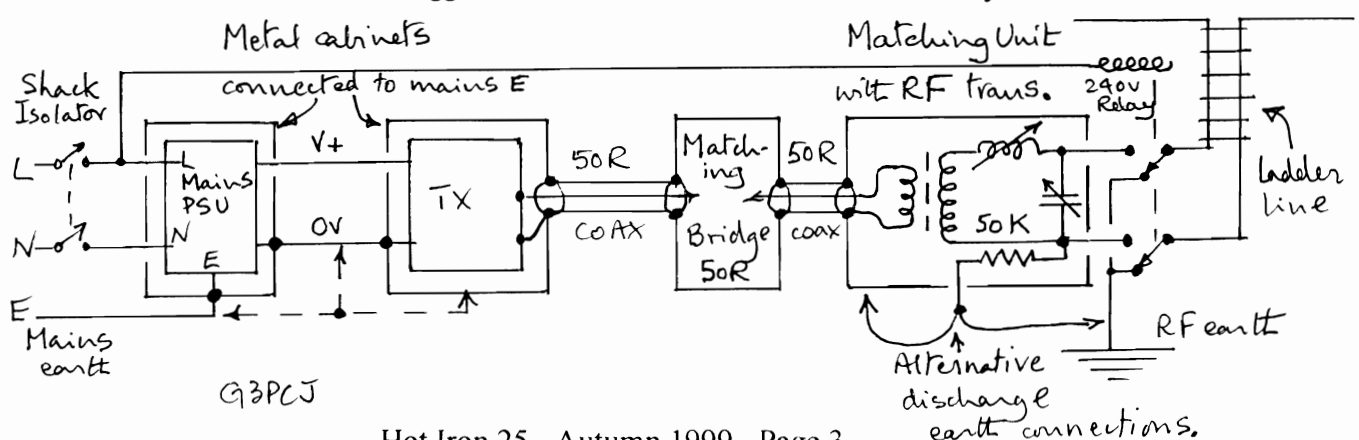 Metal cabinets
connected to mains E
Matching Unit
with RF trans.
Shack
Isolator
240v
Relay
L
N
E
Mains
earth
L
Mains
PSU
N
E
V+
0V
TX
50R
COAX
Match-
ing
Bridge
50R
50R
coax
50K
Ladder
Line
RF earth
Alternative
discharge
earth connections.
G3PCJ
Hot Iron 25 - Autumn 1999 - Page 3